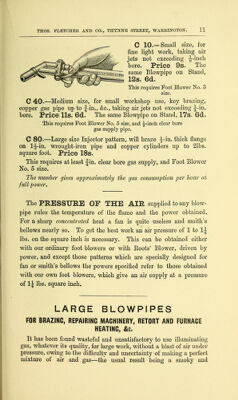 THOS. FLETCHER AND CO., THYNNE STREET, WARRINGTON. 11
C 10.—Small size, for
fine light work, taking air
jets not exceeding ⅛-inch
bore. Price 9s. The
same Blowpipe on Stand,
12s. 6d.
This requires Foot Blower No. 3
size.
C 40.—Medium size, for small workshop use, key brazing,
copper gas pipe up to ¾-in., &c., taking air jets not exceeding ¼-in.
bore. Price 11s. 6d. The same Blowpipe on Stand, 17s. 6d.
This requires Foot Blower No. 5 size, and ½-inch clear bore
gas supply pipe.
C 80.—Large size Injector pattern, will braze ¼-in. thick flange
on 1½-in. wrought-iron pipe and copper cylinders up to 2lbs.
square foot. Price 18s.
This requires at least ¾in. clear bore gas supply, and Foot Blower
No. 5 size.
The number gives approximately the gas consumption per hour at
full power.
The PRESSURE OF THE AIR supplied to any blow-
pipe rules the temperature of the flame and the power obtained.
For a sharp concentrated heat a fan is quite useless and smith's
bellows nearly so. To get the best work an air pressure of 1 to 1½
lbs. on the square inch is necessary. This can be obtained either
with our ordinary foot blowers or with Roots' Blower, driven by
power, and except those patterns which are specially designed for
fan or smith's bellows the powers specified refer to those obtained
with our own foot blowers, which give an air supply at a pressure
of 1½ lbs. square inch.
LARGE BLOWPIPES
FOR BRAZING, REPAIRING MACHINERY, RETORT AND FURNACE
HEATING, &c.
It has been found wasteful and unsatisfactory to use illuminating
gas, whatever its quality, for large work, without a blast of air under
pressure, owing to the difficulty and uncertainty of making a perfect
mixture of air and gas—the usual result being a smoky and